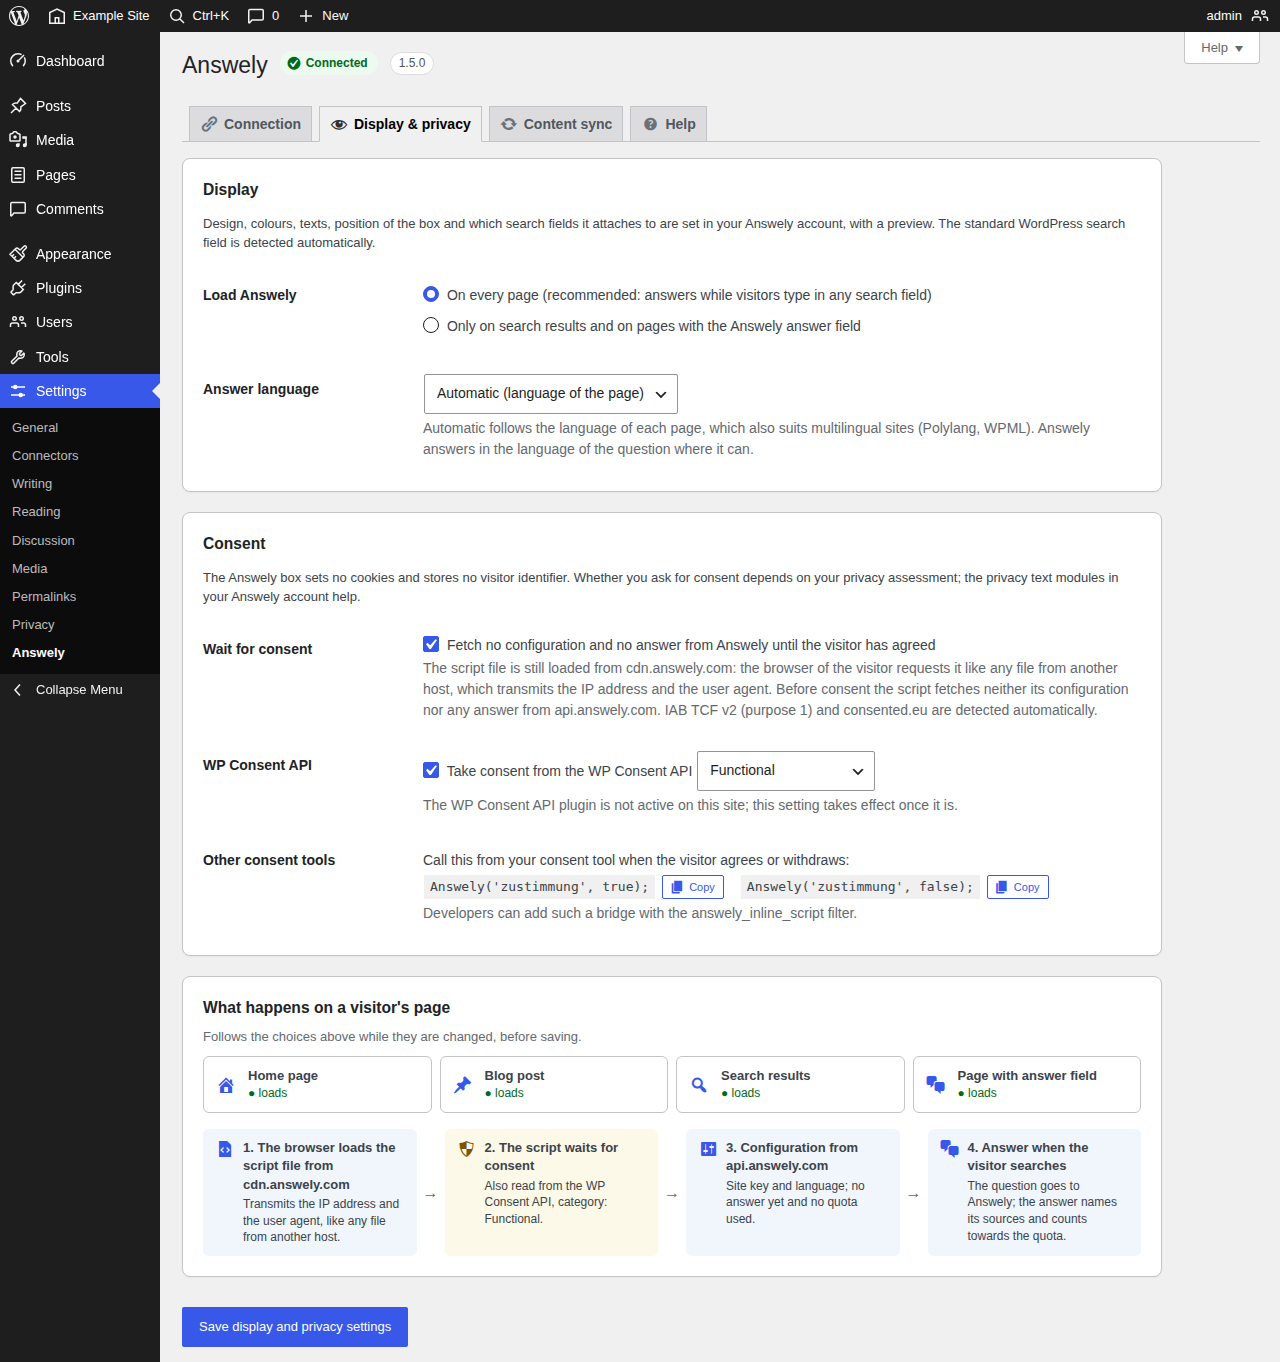 Example Site
Ctrl+K
0
New
admin
Dashboard
Posts
Media
Pages
Comments
Appearance
Plugins
Users
Tools
Settings
General
Connectors
Writing
Reading
Discussion
Media
Permalinks
Privacy
Answely
Collapse Menu
Help
Answely
Connected
1.5.0
Connection
Display & privacy
Content sync
Help
Display
Design, colours, texts, position of the box and which search fields it attaches to are set in your Answely account, with a preview. The standard WordPress search
field is detected automatically.
Load Answely
On every page (recommended: answers while visitors type in any search field)
Only on search results and on pages with the Answely answer field
Answer language
Automatic (language of the page)
Automatic follows the language of each page, which also suits multilingual sites (Polylang, WPML). Answely
answers in the language of the question where it can.
Consent
The Answely box sets no cookies and stores no visitor identifier. Whether you ask for consent depends on your privacy assessment; the privacy text modules in
your Answely account help.
Wait for consent
Fetch no configuration and no answer from Answely until the visitor has agreed
The script file is still loaded from cdn.answely.com: the browser of the visitor requests it like any file from another
host, which transmits the IP address and the user agent. Before consent the script fetches neither its configuration
nor any answer from api.answely.com. IAB TCF v2 (purpose 1) and consented.eu are detected automatically.
WP Consent API
Take consent from the WP Consent API
Functional
The WP Consent API plugin is not active on this site; this setting takes effect once it is.
Other consent tools
Call this from your consent tool when the visitor agrees or withdraws:
Answely('zustimmung', true);
Copy
Answely('zustimmung', false);
Copy
Developers can add such a bridge with the answely_inline_script filter.
What happens on a visitor's page
Follows the choices above while they are changed, before saving.
Home page
● loads
Blog post
● loads
Search results
● loads
Page with answer field
● loads
1. The browser loads the
script file from
cdn.answely.com
Transmits the IP address and
the user agent, like any file
from another host.
→
2. The script waits for
consent
Also read from the WP
Consent API, category:
Functional.
→
3. Configuration from
api.answely.com
Site key and language; no
answer yet and no quota
used.
→
4. Answer when the
visitor searches
The question goes to
Answely; the answer names
its sources and counts
towards the quota.
Save display and privacy settings